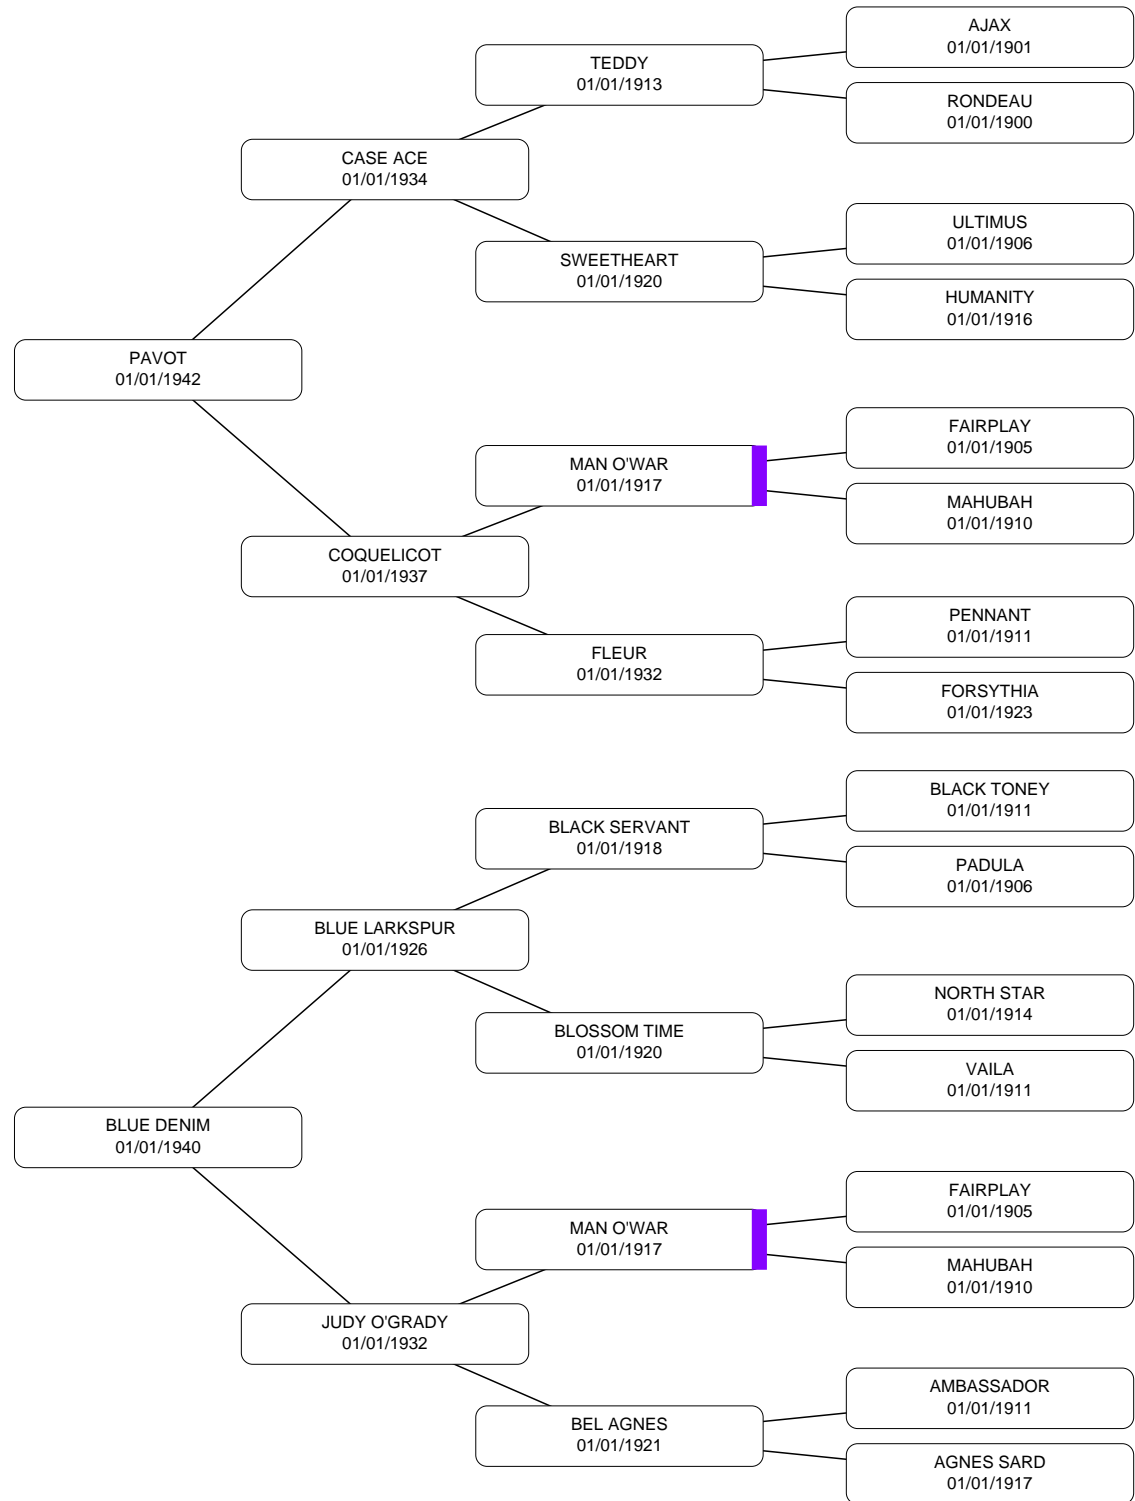 AJAX
01/01/1901
TEDDY
01/01/1913
RONDEAU
01/01/1900
CASE ACE
01/01/1934
ULTIMUS
01/01/1906
SWEETHEART
01/01/1920
HUMANITY
01/01/1916
PAVOT
01/01/1942
FAIRPLAY
01/01/1905
MAN O'WAR
01/01/1917
MAHUBAH
01/01/1910
COQUELICOT
01/01/1937
PENNANT
01/01/1911
FLEUR
01/01/1932
FORSYTHIA
01/01/1923
BLACK TONEY
01/01/1911
BLACK SERVANT
01/01/1918
PADULA
01/01/1906
BLUE LARKSPUR
01/01/1926
NORTH STAR
01/01/1914
BLOSSOM TIME
01/01/1920
VAILA
01/01/1911
BLUE DENIM
01/01/1940
FAIRPLAY
01/01/1905
MAN O'WAR
01/01/1917
MAHUBAH
01/01/1910
JUDY O'GRADY
01/01/1932
AMBASSADOR
01/01/1911
BEL AGNES
01/01/1921
AGNES SARD
01/01/1917